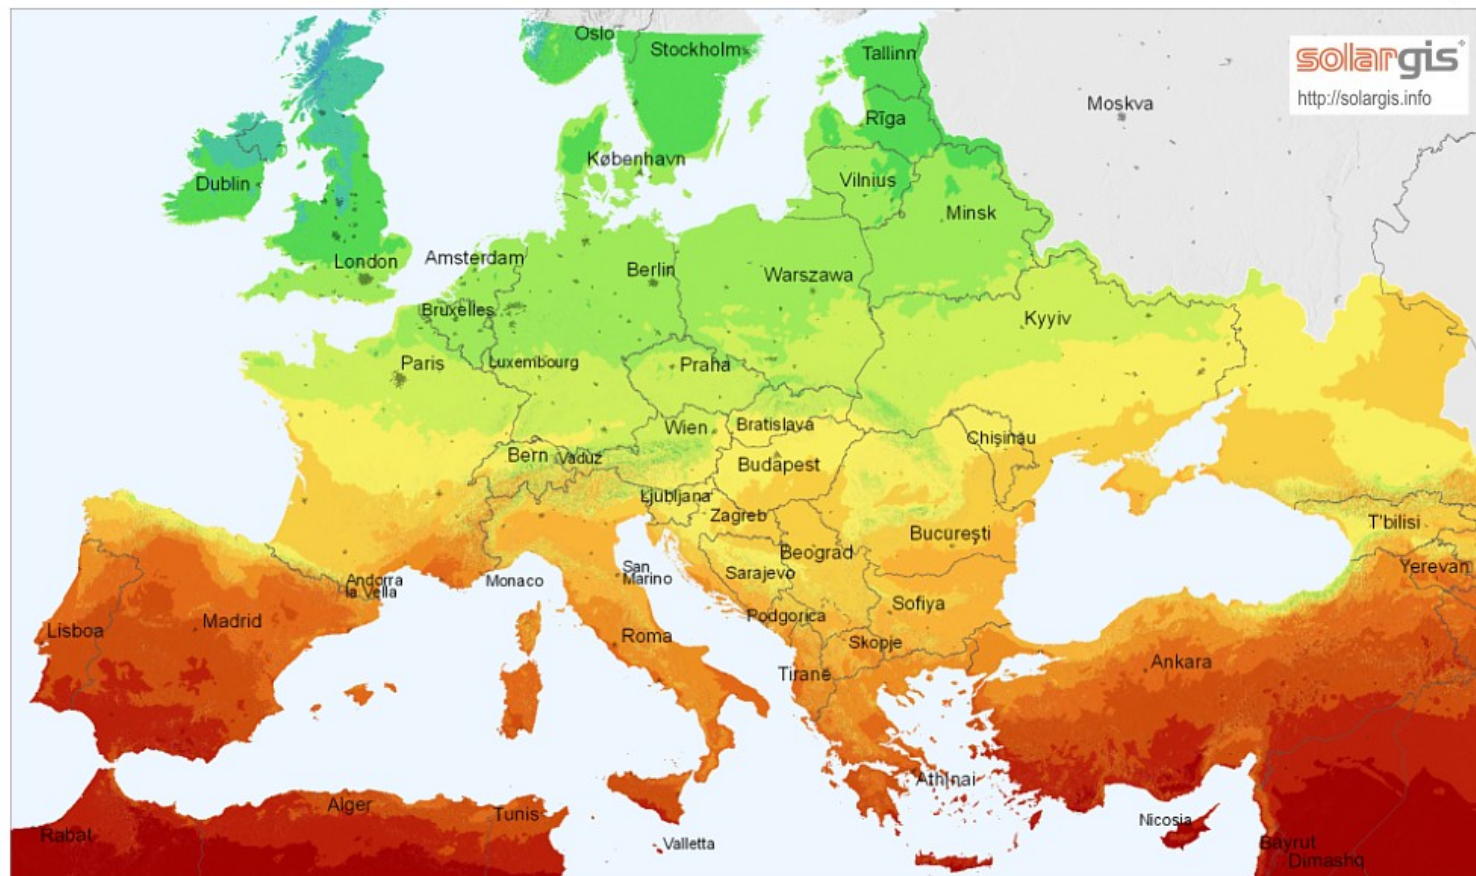 Oslo
Stockholm
Tallinn
solargis
http://solargis.info
Moskva
Rīga
København
Dublin
Vilnius
Minsk
London
Amsterdam
Berlin
Warszawa
Bruxelles
Kyyiv
Paris
Luxembourg
Praha
Wien
Bratislava
Chişinau
Bern
Vaduz
Budapest
Ljubljana
Zagreb
T'bilisi
Bucureşti
Beograd
Andorra
la Vella
Monaco
San
Marino
Sarajevo
Yerevan
Podgorica
Sofiya
Lisboa
Madrid
Roma
Skopje
Tirane
Ankara
Athinai
Alger
Tunis
Nicosia
Rabat
Valletta
Bayrut
Dimashq